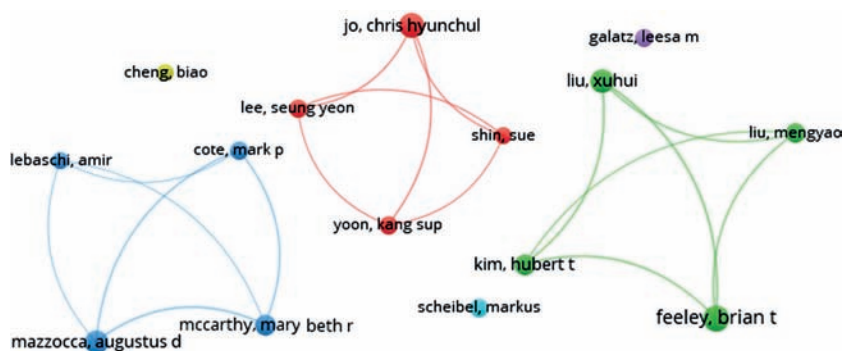 jo, chris hyunchul
galatz, leesa m
cheng, biao
liu, xuhui
lee, seung yeon
shin, sue
liu, mengyao
cote, mark p
lebaschi, amir
yoon, kang sup
kim, hubert t
scheibel, markus
mccarthy, mary beth r
feeley, brian t
mazzocca, augustus d